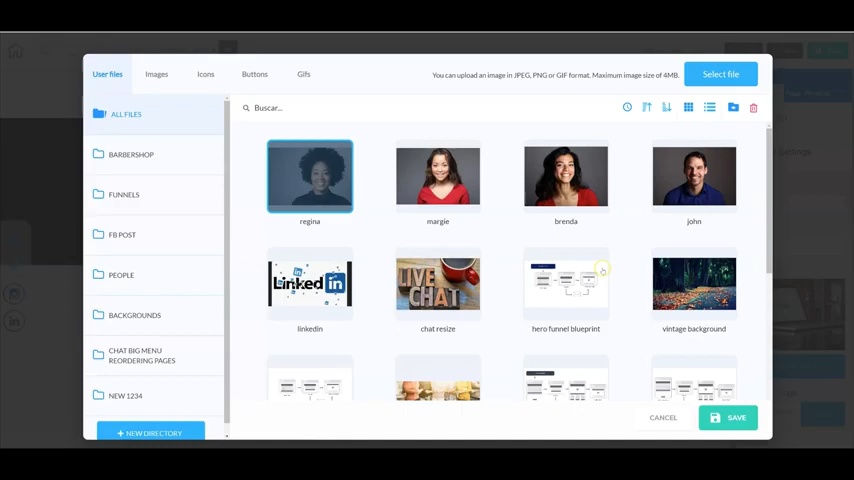 User files
Images
Icons
Buttons
Gifs
You can upload an image in JPEG, PNG or GIF format. Maximum image size of 4MB.
Select file
ALL FILES
Buscar...
BARBERSHOP
FUNNELS
FB POST
PEOPLE
BACKGROUNDS
CHAT BIG MENU
REORDERING PAGES
NEW 1234
+ NEW DIRECTORY
regina
margie
brenda
john
Linked in
LIVE
CHAT
linkedin
chat resize
hero funnel blueprint
vintage background
CANCEL
SAVE